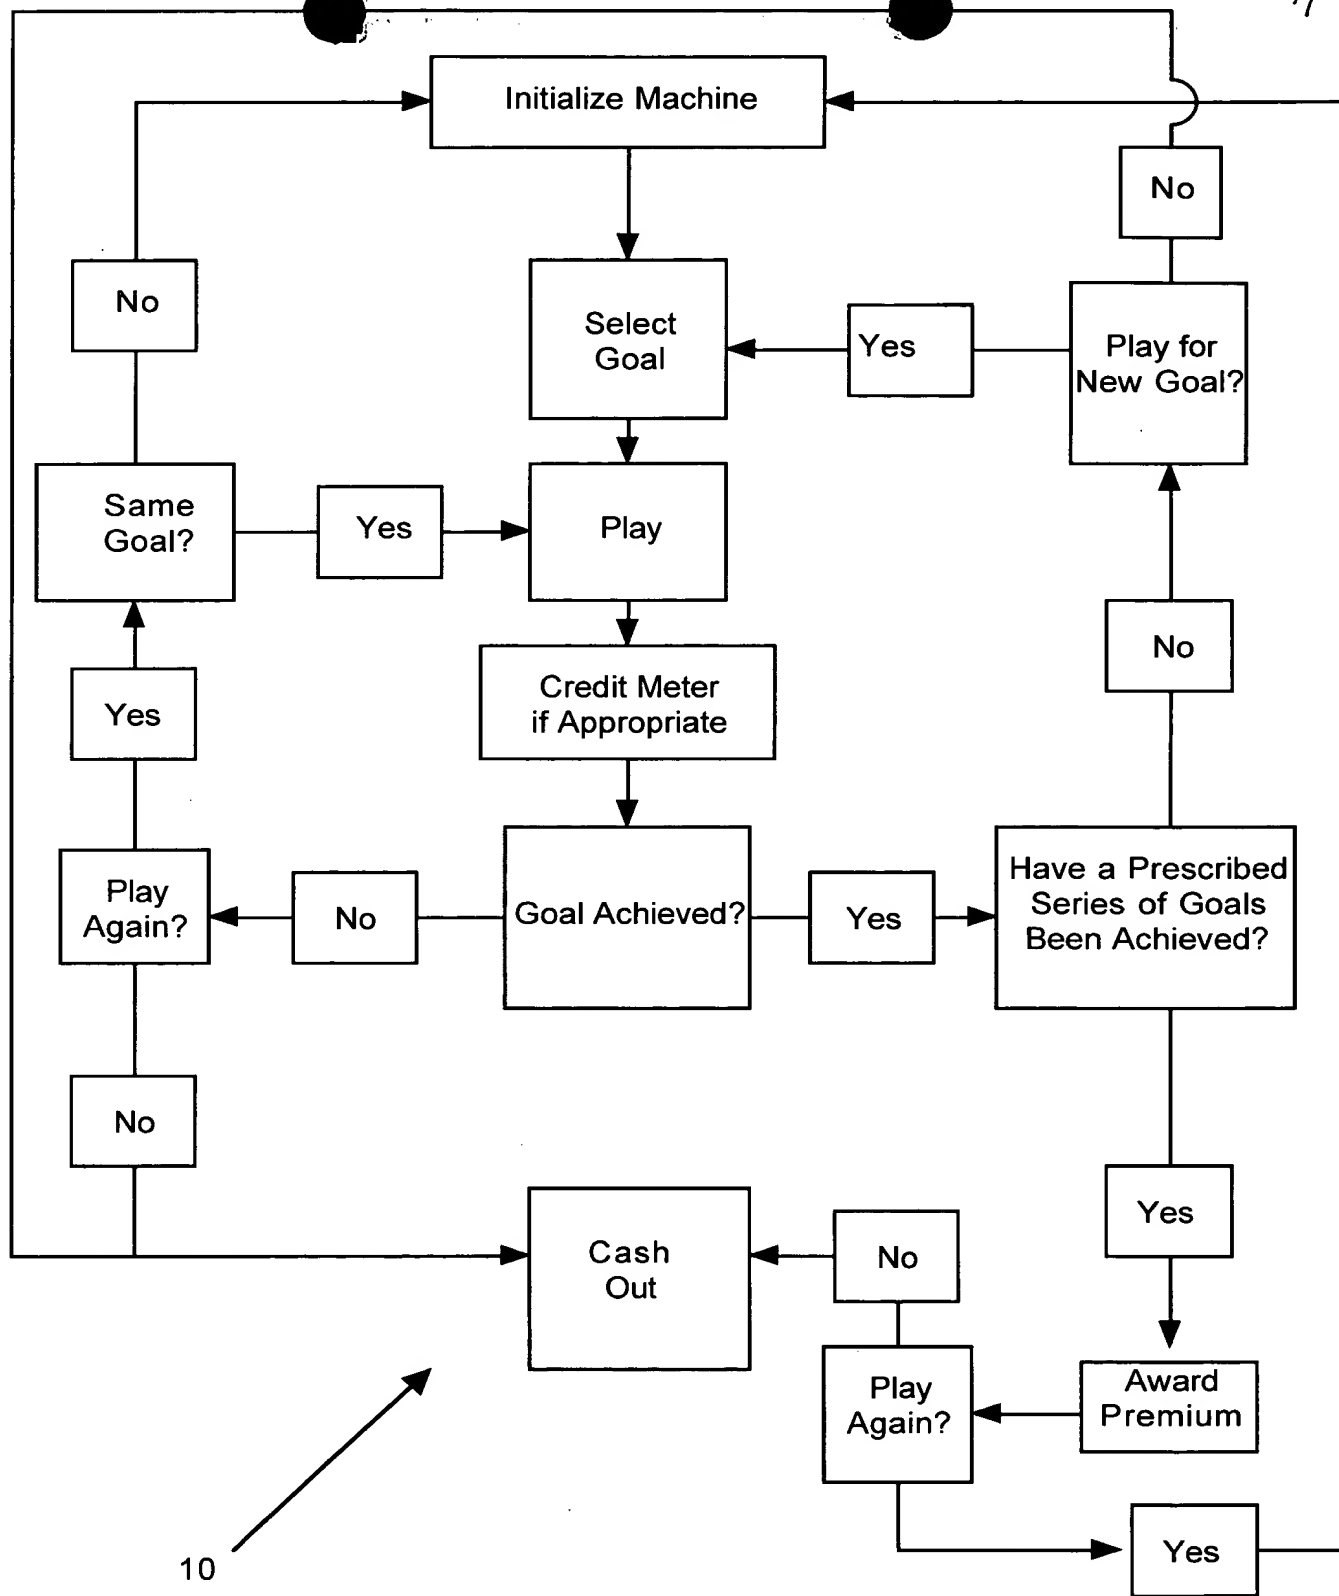 Initialize Machine
No
No
Select
Goal
Yes
Play for
New Goal?
Same
Goal?
Yes
Play
Yes
Credit Meter
if Appropriate
No
Play
Again?
No
Goal Achieved?
Yes
Have a Prescribed
Series of Goals
Been Achieved?
No
Cash
Out
No
Yes
Play
Again?
Award
Premium
Yes
10